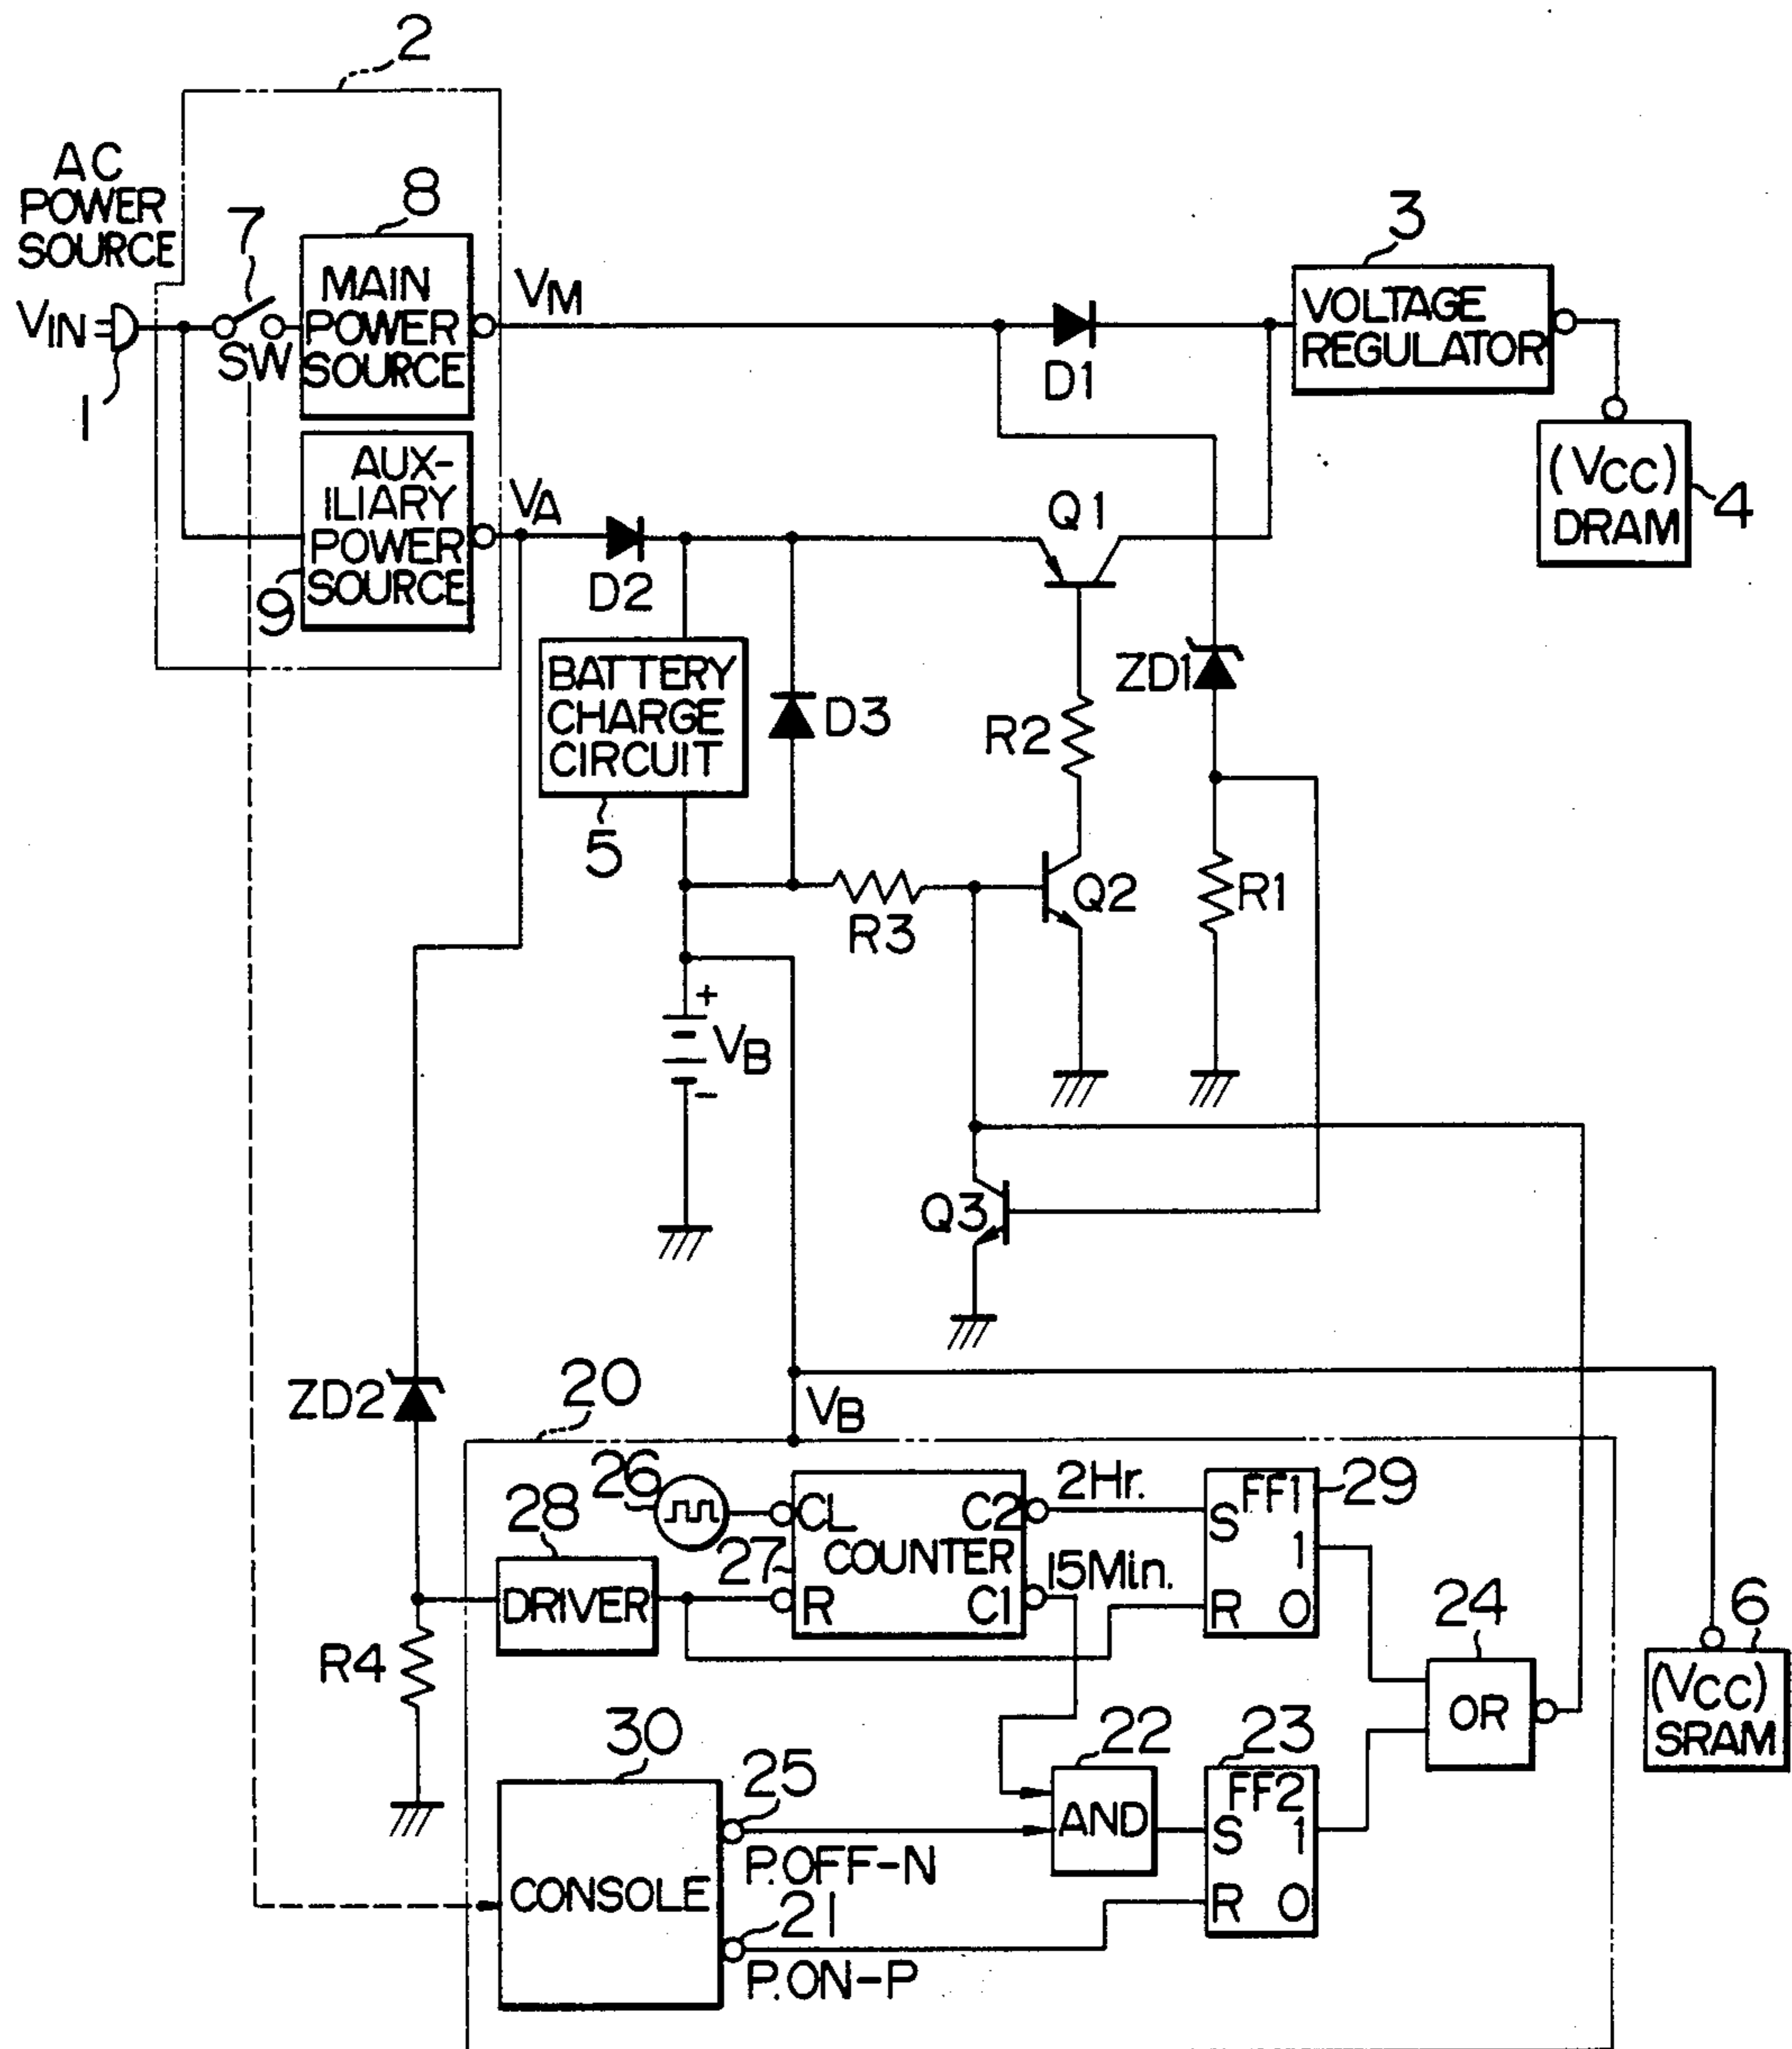 2
AC
POWER
SOURCE
7
8
3
VIN
SW
MAIN
POWER
SOURCE
VM
D1
VOLTAGE
REGULATOR
1
AUX-
ILIARY
POWER
SOURCE
9
VA
D2
Q1
(VCC)
DRAM
4
BATTERY
CHARGE
CIRCUIT
5
D3
R2
ZD1
R3
Q2
R1
+
VB
-
Q3
ZD2
20
VB
26
28
27
CL
C2
COUNTER
R
C1
2Hr.
15Min.
FF1
S
1
R
0
29
DRIVER
R4
24
OR
6
(VCC)
SRAM
30
25
CONSOLE
P.OFF-N
21
P.ON-P
22
AND
23
FF2
S
1
R
0